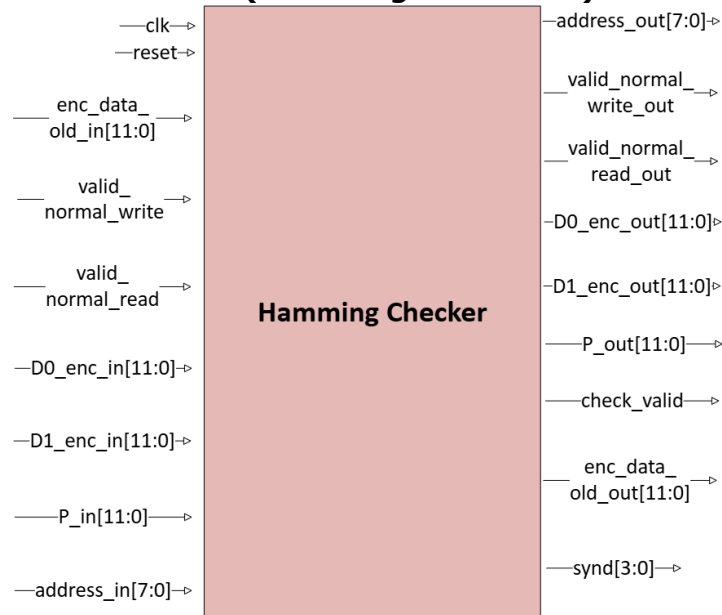 clk
reset
enc_data_
old_in[11:0]
valid_
normal_write
valid_
normal_read
D0_enc_in[11:0]
D1_enc_in[11:0]
P_in[11:0]
address_in[7:0]
Hamming Checker
address_out[7:0]
valid_normal_
write_out
valid_normal_
read_out
D0_enc_out[11:0]
D1_enc_out[11:0]
P_out[11:0]
check_valid
enc_data_
old_out[11:0]
synd[3:0]